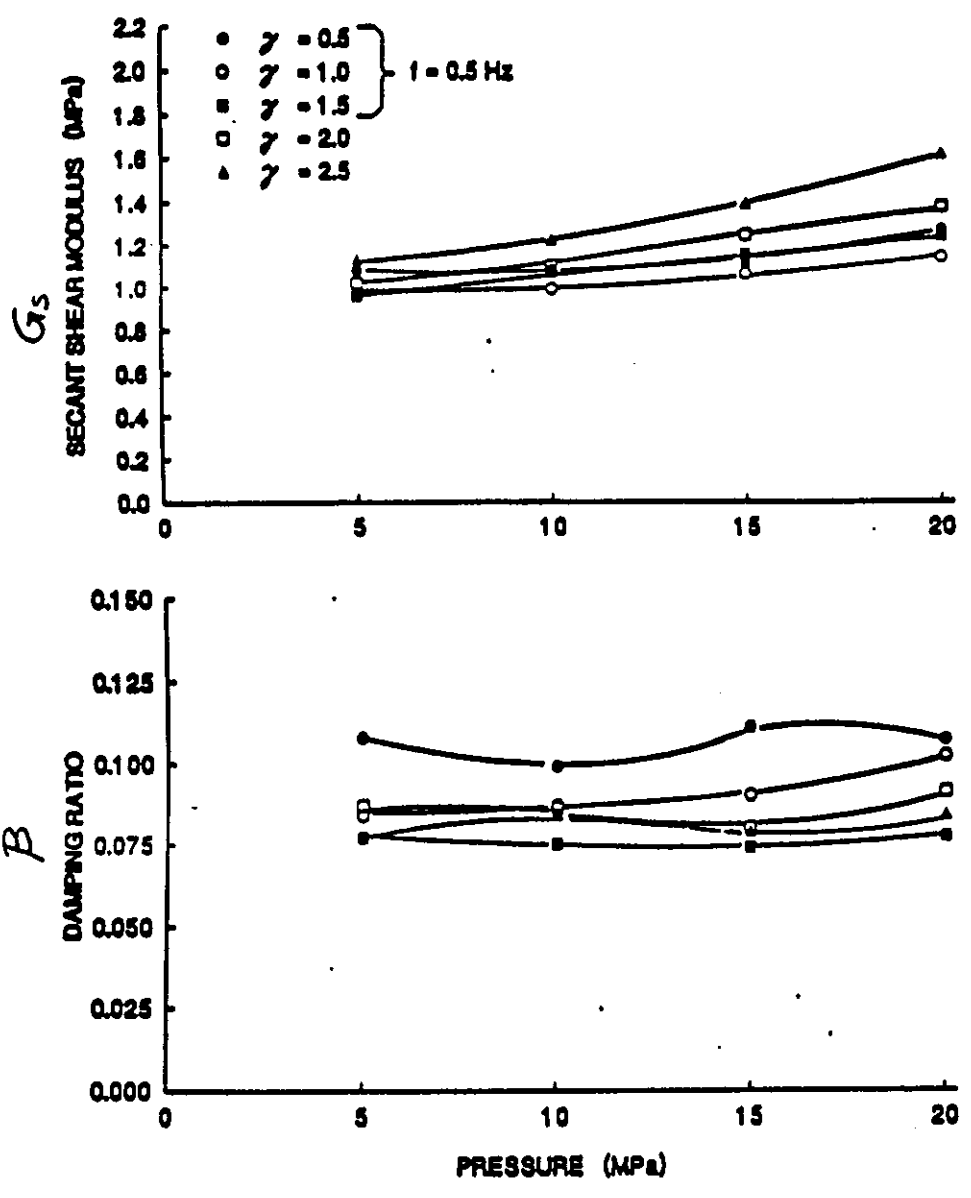 2.2
2.0
1.8
1.6
1.4
1.2
1.0
0.8
0.6
0.4
0.2
0.0
● γ = 0.5
○ γ = 1.0
■ γ = 1.5
□ γ = 2.0
▲ γ = 2.5
f = 0.5 Hz
Gs
SECANT SHEAR MODULUS (MPa)
0 5 10 15 20
0.150
0.125
0.100
0.075
0.050
0.025
0.000
B
DAMPING RATIO
0 5 10 15 20
PRESSURE (MPa)